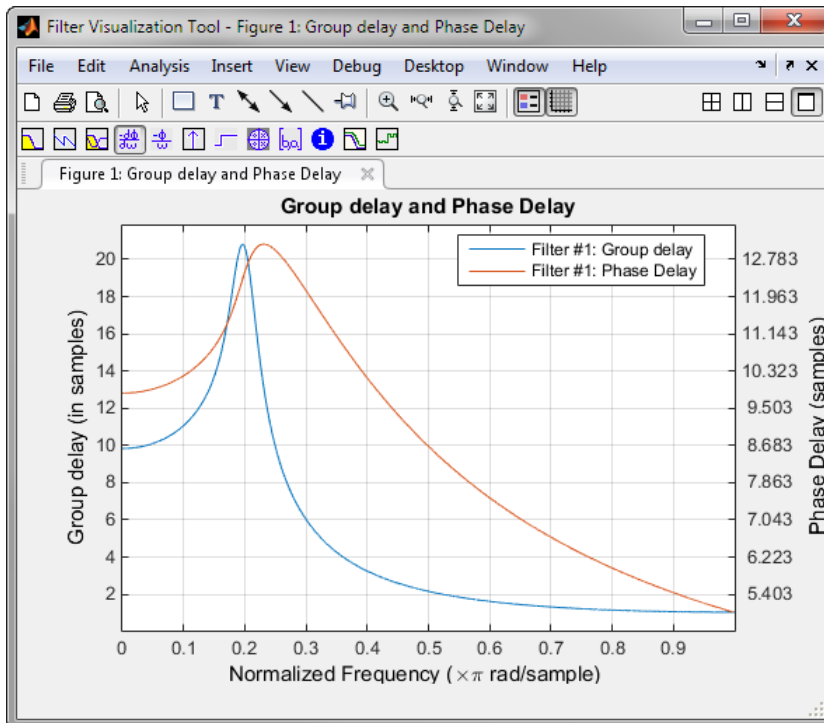 Filter Visualization Tool - Figure 1: Group delay and Phase Delay
File Edit Analysis Insert View Debug Desktop Window Help
Figure 1: Group delay and Phase Delay
Group delay and Phase Delay
Filter #1: Group delay
Filter #1: Phase Delay
Group delay (in samples)
20
18
16
14
12
10
8
6
4
2
12.783
11.963
11.143
10.323
9.503
8.683
7.863
7.043
6.223
5.403
Phase Delay (samples)
0 0.1 0.2 0.3 0.4 0.5 0.6 0.7 0.8 0.9
Normalized Frequency (×π rad/sample)